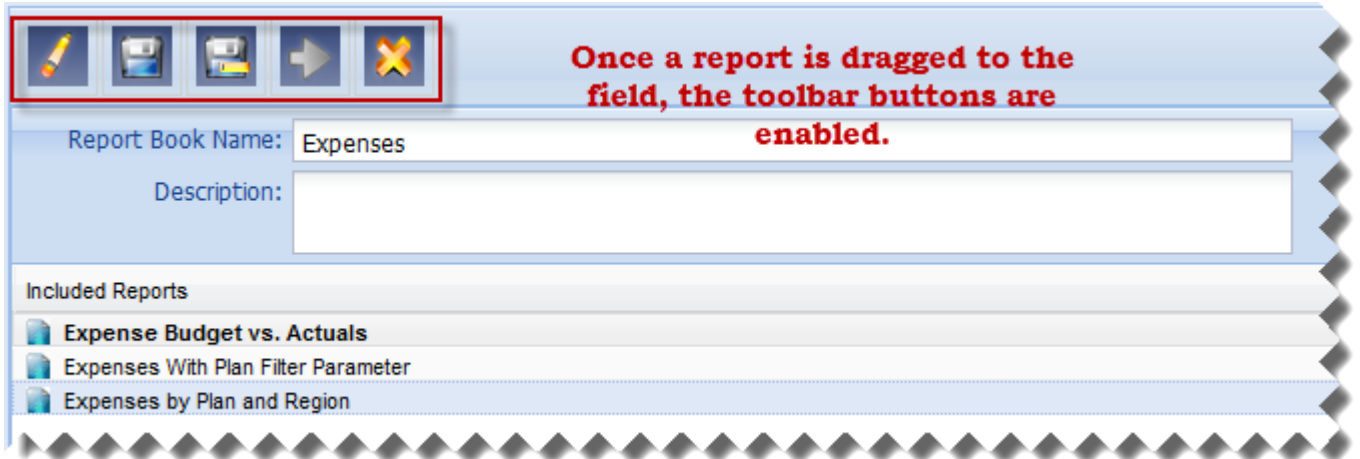 Once a report is dragged to the
field, the toolbar buttons are
enabled.
Report Book Name: Expenses
Description:
Included Reports
Expense Budget vs. Actuals
Expenses With Plan Filter Parameter
Expenses by Plan and Region